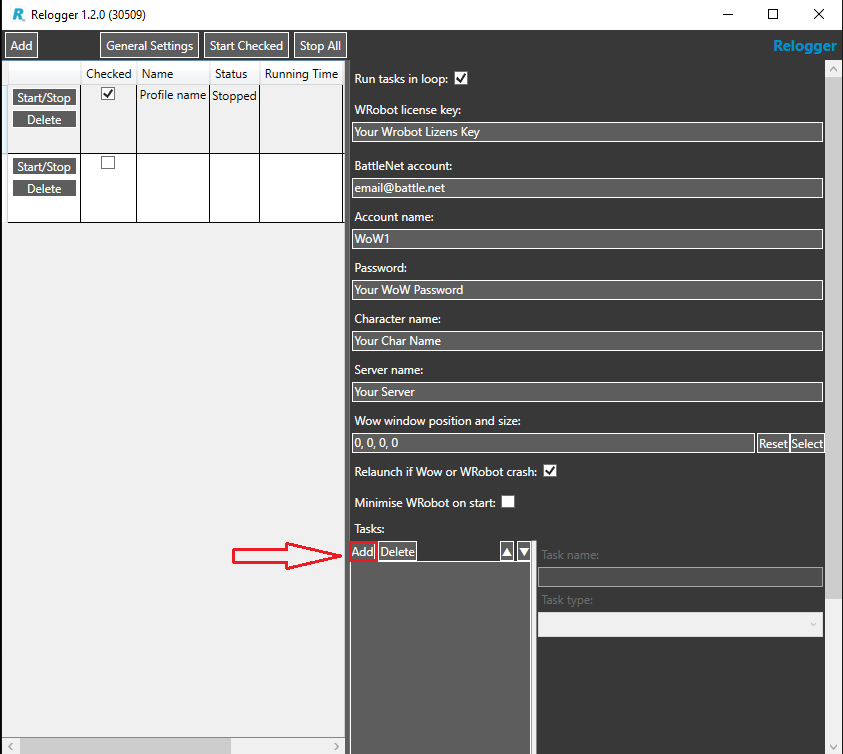 Relogger 1.2.0 (30509)
Add General Settings Start Checked Stop All Relogger
Checked Name Status Running Time
Start/Stop Profile name Stopped
Delete
Start/Stop
Delete
Run tasks in loop:
WRobot license key:
Your Wrobot Lizens Key
BattleNet account:
email@battle.net
Account name:
WoW1
Password:
Your WoW Password
Character name:
Your Char Name
Server name:
Your Server
Wow window position and size:
0, 0, 0, 0 Reset Select
Relaunch if Wow or WRobot crash:
Minimise WRobot on start:
Tasks:
Add Delete
Task name:
Task type: